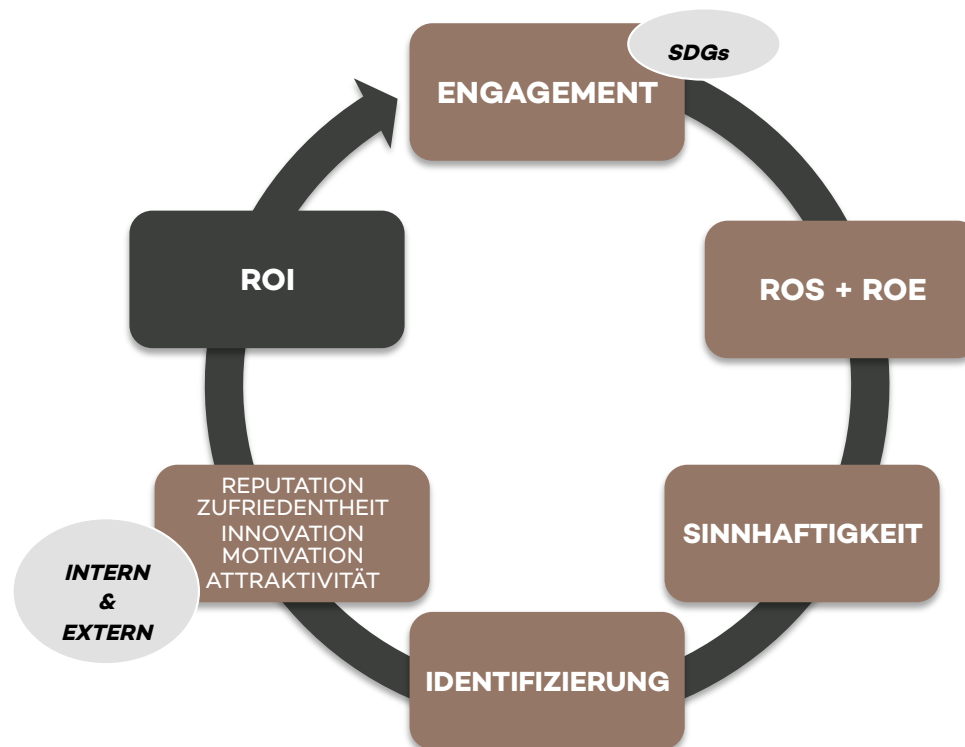 SDGs
ENGAGEMENT
ROI
ROS + ROE
REPUTATION
ZUFRIEDENTHEIT
INNOVATION
MOTIVATION
ATTRAKTIVITÄT
SINNHAFTIGKEIT
INTERN
&
EXTERN
IDENTIFIZIERUNG